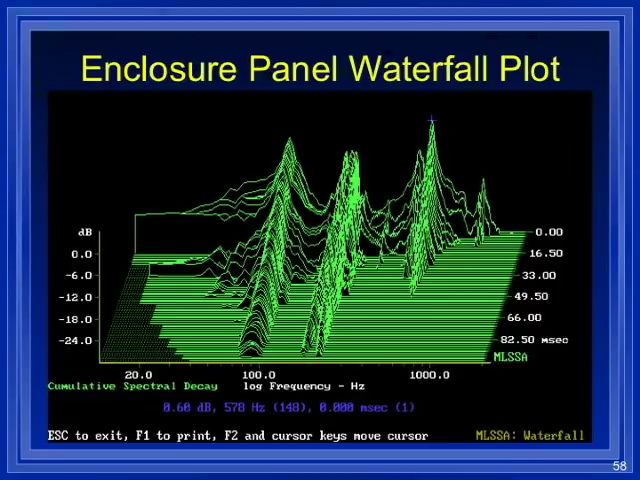 Enclosure Panel Waterfall Plot
dB
0.0
-6.0
-12.0
-18.0
-24.0
0.00
16.50
33.00
49.50
66.00
82.50 msec
MLSSA
20.0 100.0 1000.0
Cumulative Spectral Decay log Frequency - Hz
0.60 dB, 578 Hz (148), 0.000 msec (1)
ESC to exit, F1 to print, F2 and cursor keys move cursor MLSSA: Waterfall
58